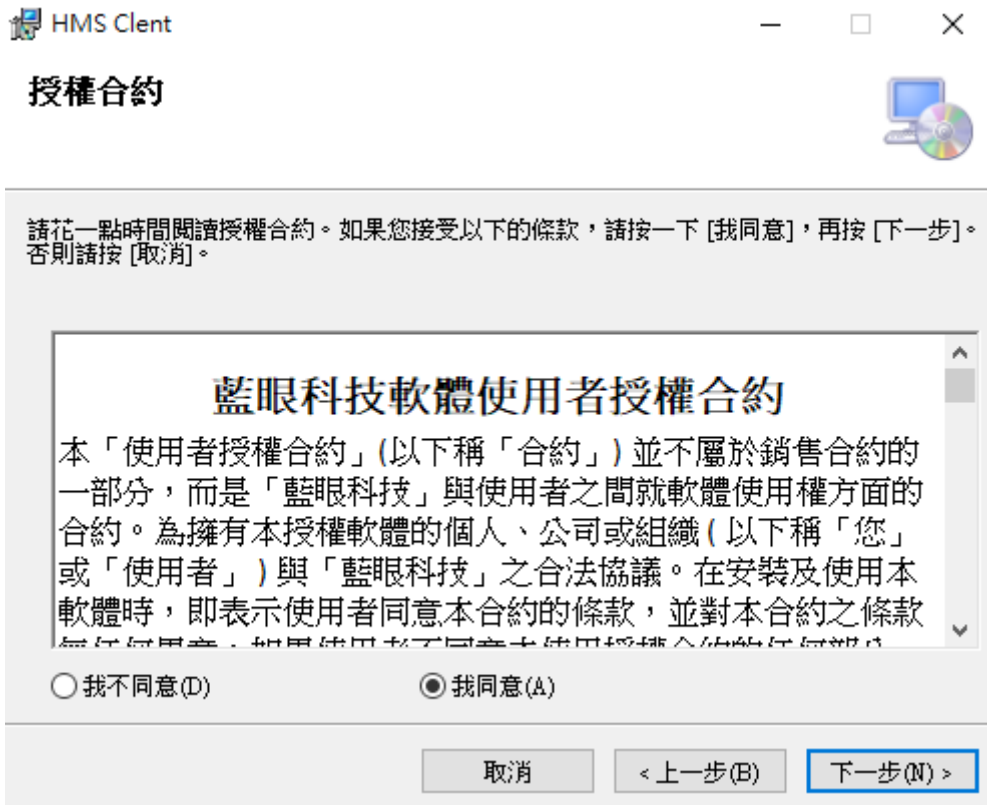 HMS Clent
授權合約
請花一點時間閱讀授權合約。如果您接受以下的條款，請按一下 [我同意]，再按 [下一步]。
否則請按 [取消]。
藍眼科技軟體使用者授權合約
本「使用者授權合約」(以下稱「合約」) 並不屬於銷售合約的
一部分，而是「藍眼科技」與使用者之間就軟體使用權方面的
合約。為擁有本授權軟體的個人、公司或組織 ( 以下稱「您」
或「使用者」 ) 與「藍眼科技」之合法協議。在安裝及使用本
軟體時，即表示使用者同意本合約的條款，並對本合約之條款
我不同意(D)
我同意(A)
取消
< 上一步(B)
下一步(N) >